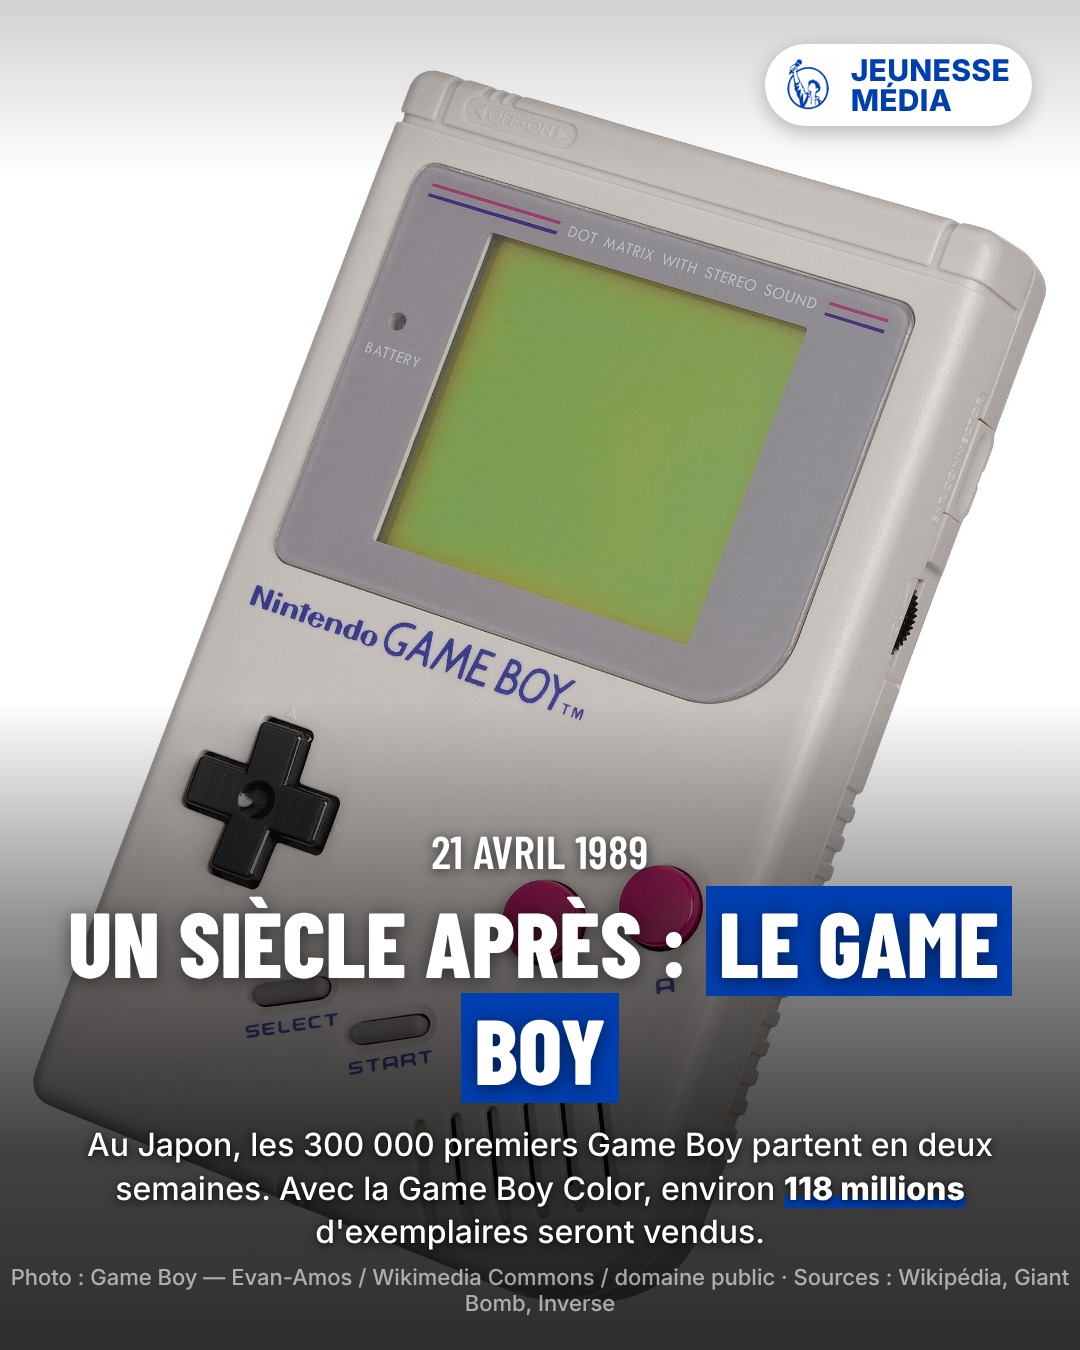 JEUNESSE
MÉDIA
OFF•ON
DOT MATRIX WITH STEREO SOUND
BATTERY
Nintendo GAME BOY™
21 AVRIL 1989
UN SIÈCLE APRÈS : LE GAME
BOY
A
SELECT
START
Au Japon, les 300 000 premiers Game Boy partent en deux
semaines. Avec la Game Boy Color, environ 118 millions
d'exemplaires seront vendus.
Photo : Game Boy — Evan-Amos / Wikimedia Commons / domaine public · Sources : Wikipédia, Giant
Bomb, Inverse